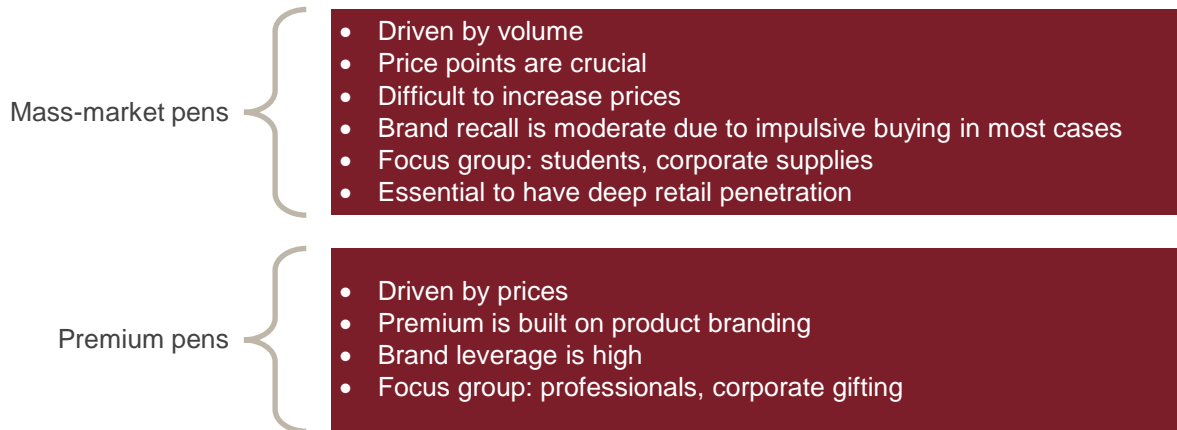 Mass-market pens
• Driven by volume
• Price points are crucial
• Difficult to increase prices
• Brand recall is moderate due to impulsive buying in most cases
• Focus group: students, corporate supplies
• Essential to have deep retail penetration
Premium pens
• Driven by prices
• Premium is built on product branding
• Brand leverage is high
• Focus group: professionals, corporate gifting